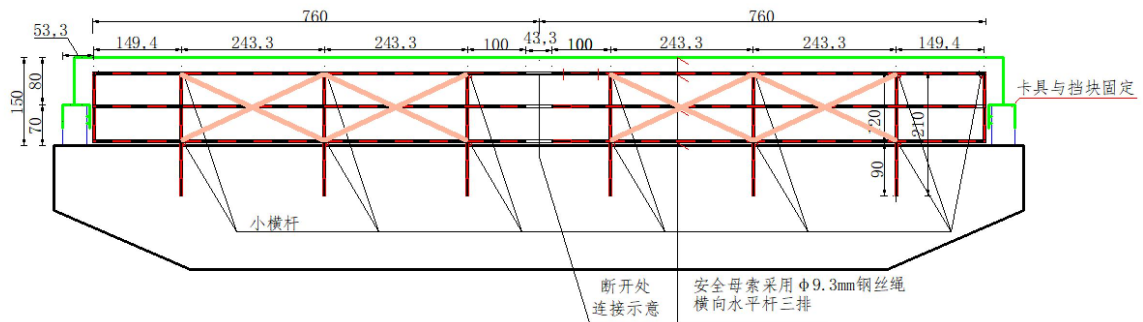 760 760
53,3
149,4 243,3 243,3 100 43,3 100 243,3 243,3 149,4
150 80 70
卡具与挡块固定
120 210
90
小横杆
断开处
连接示意
安全母素采用φ9.3mm钢丝绳
横向水平杆三排